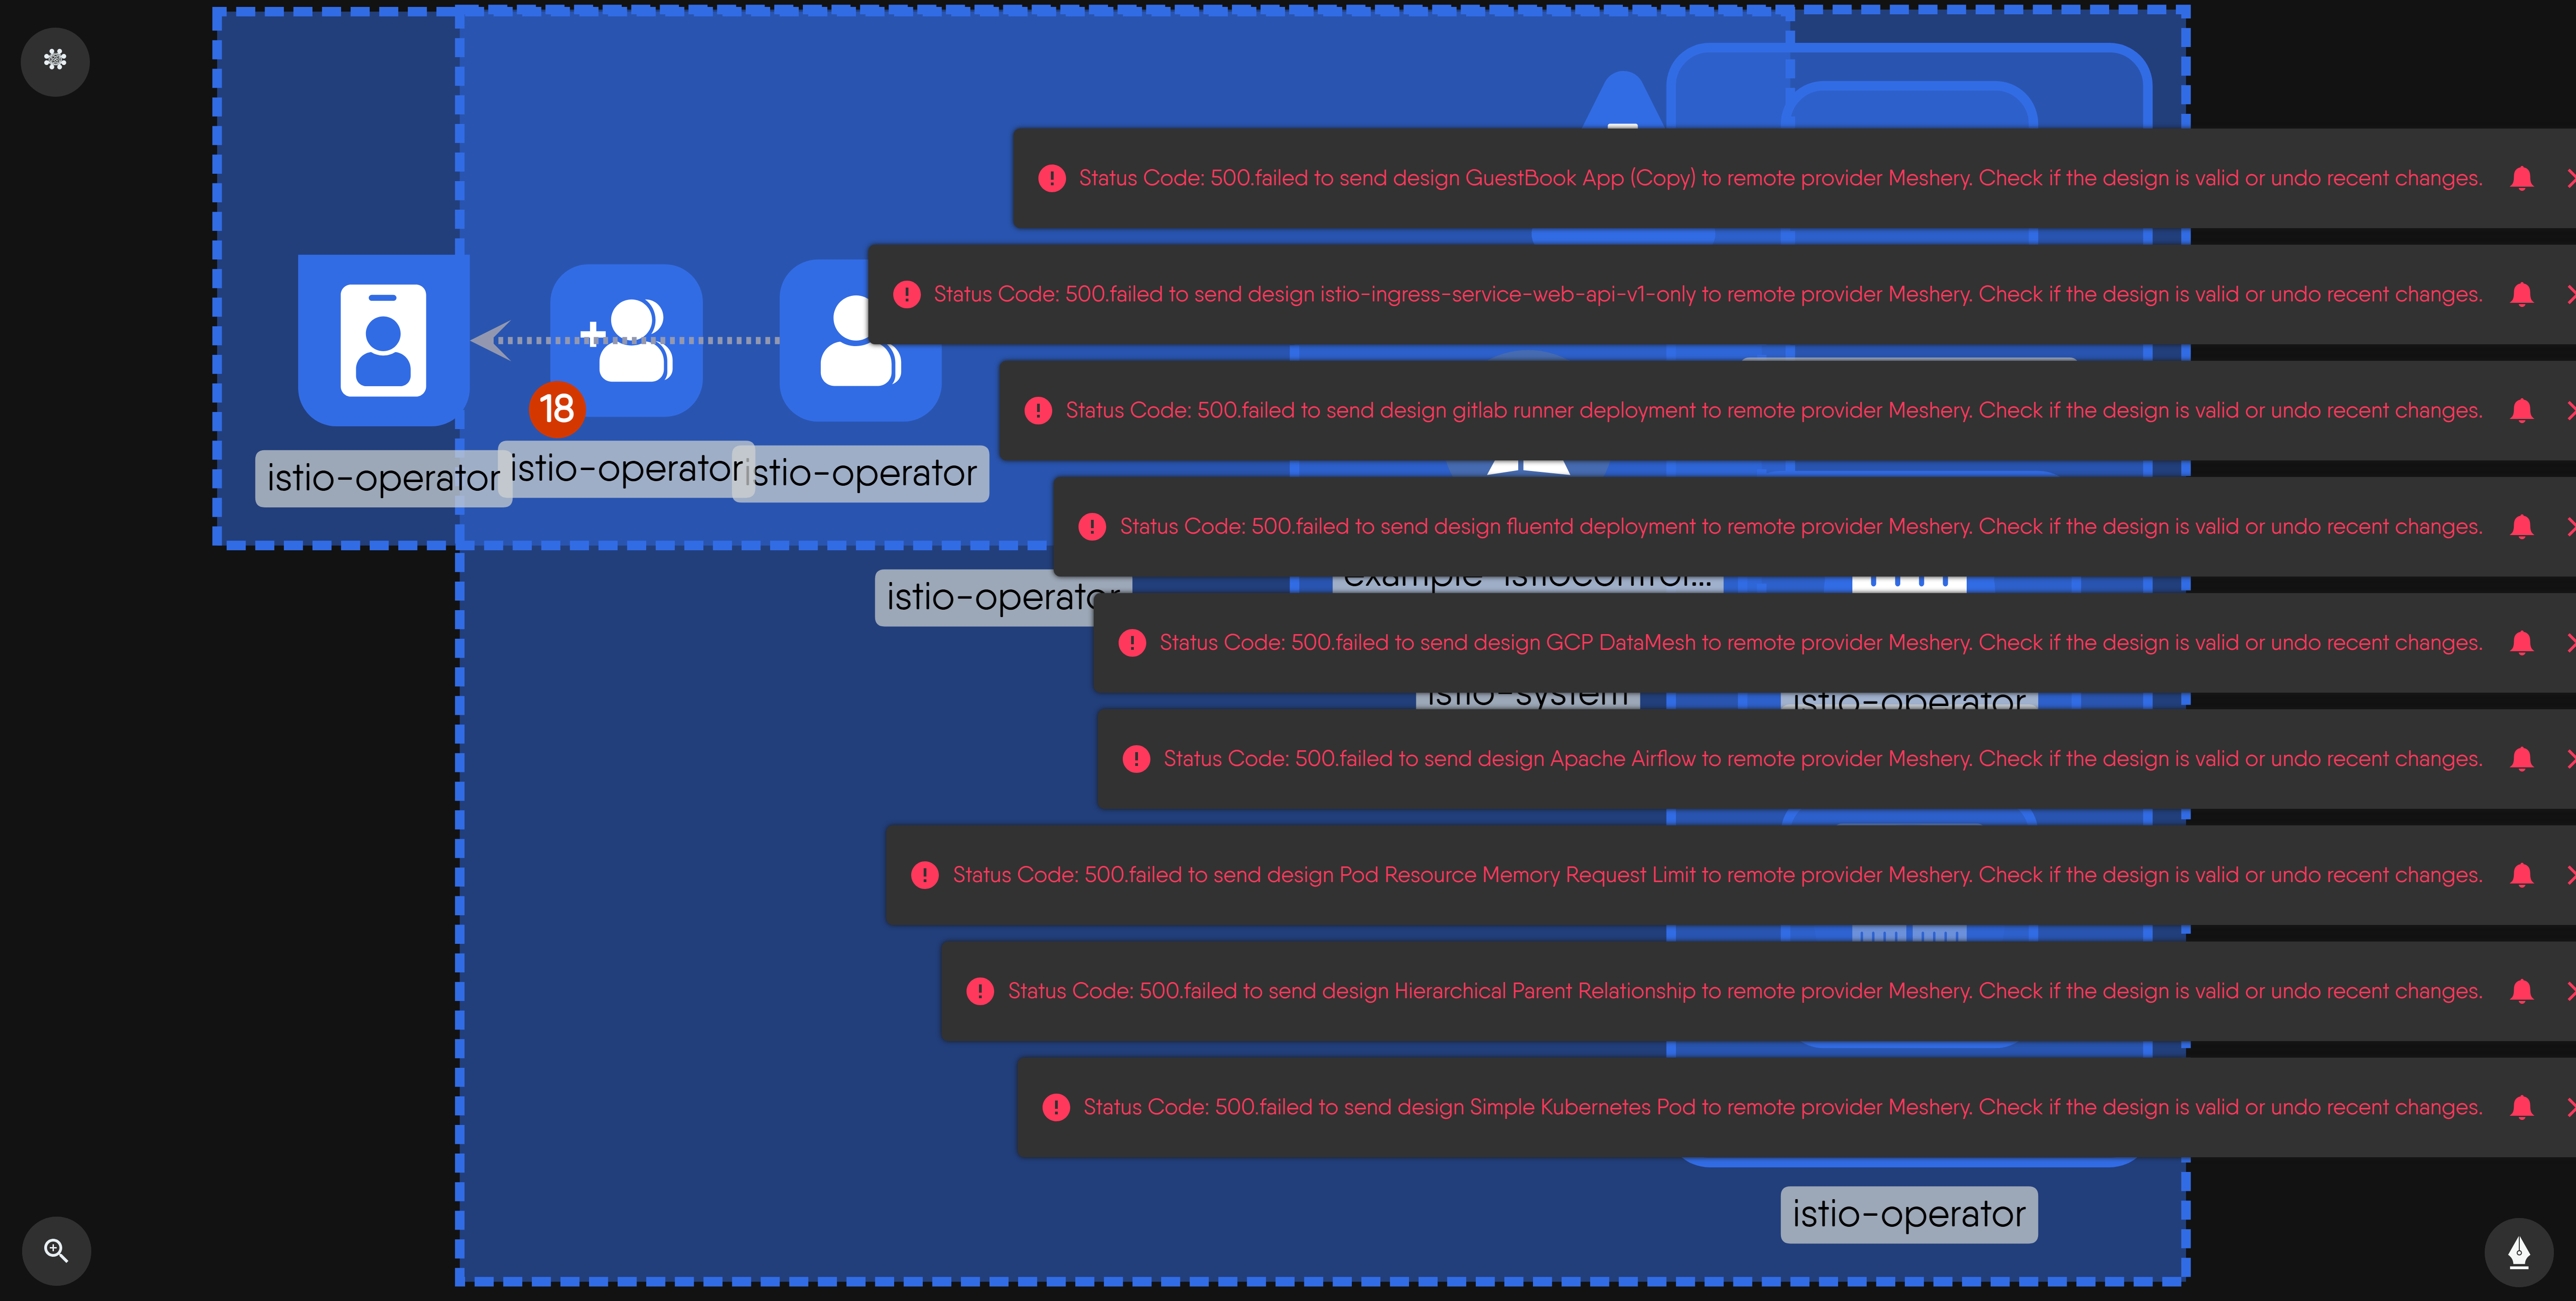 Status Code: 500.failed to send design GuestBook App (Copy) to remote provider Meshery. Check if the design is valid or undo recent changes.
Status Code: 500.failed to send design istio-ingress-service-web-api-v1-only to remote provider Meshery. Check if the design is valid or undo recent changes.
Status Code: 500.failed to send design gitlab runner deployment to remote provider Meshery. Check if the design is valid or undo recent changes.
18
istio-operator
istio-operator
istio-operator
Status Code: 500.failed to send design fluentd deployment to remote provider Meshery. Check if the design is valid or undo recent changes.
example-istiocontrol...
istio-operator
Status Code: 500.failed to send design GCP DataMesh to remote provider Meshery. Check if the design is valid or undo recent changes.
istio-system
istio-operator
Status Code: 500.failed to send design Apache Airflow to remote provider Meshery. Check if the design is valid or undo recent changes.
Status Code: 500.failed to send design Pod Resource Memory Request Limit to remote provider Meshery. Check if the design is valid or undo recent changes.
Status Code: 500.failed to send design Hierarchical Parent Relationship to remote provider Meshery. Check if the design is valid or undo recent changes.
Status Code: 500.failed to send design Simple Kubernetes Pod to remote provider Meshery. Check if the design is valid or undo recent changes.
istio-operator